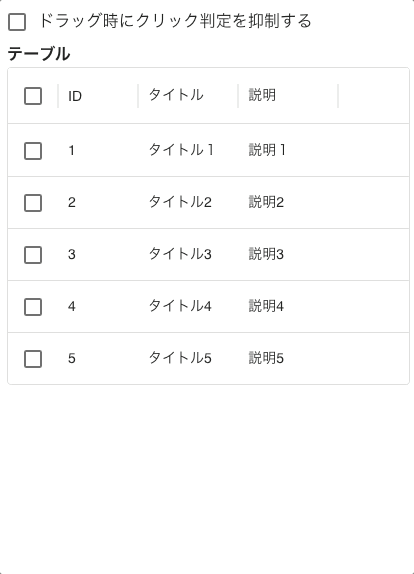 ドラッグ時にクリック判定を抑制する
テーブル
ID タイトル 説明
1 タイトル１ 説明１
2 タイトル2 説明2
3 タイトル3 説明3
4 タイトル4 説明4
5 タイトル5 説明5